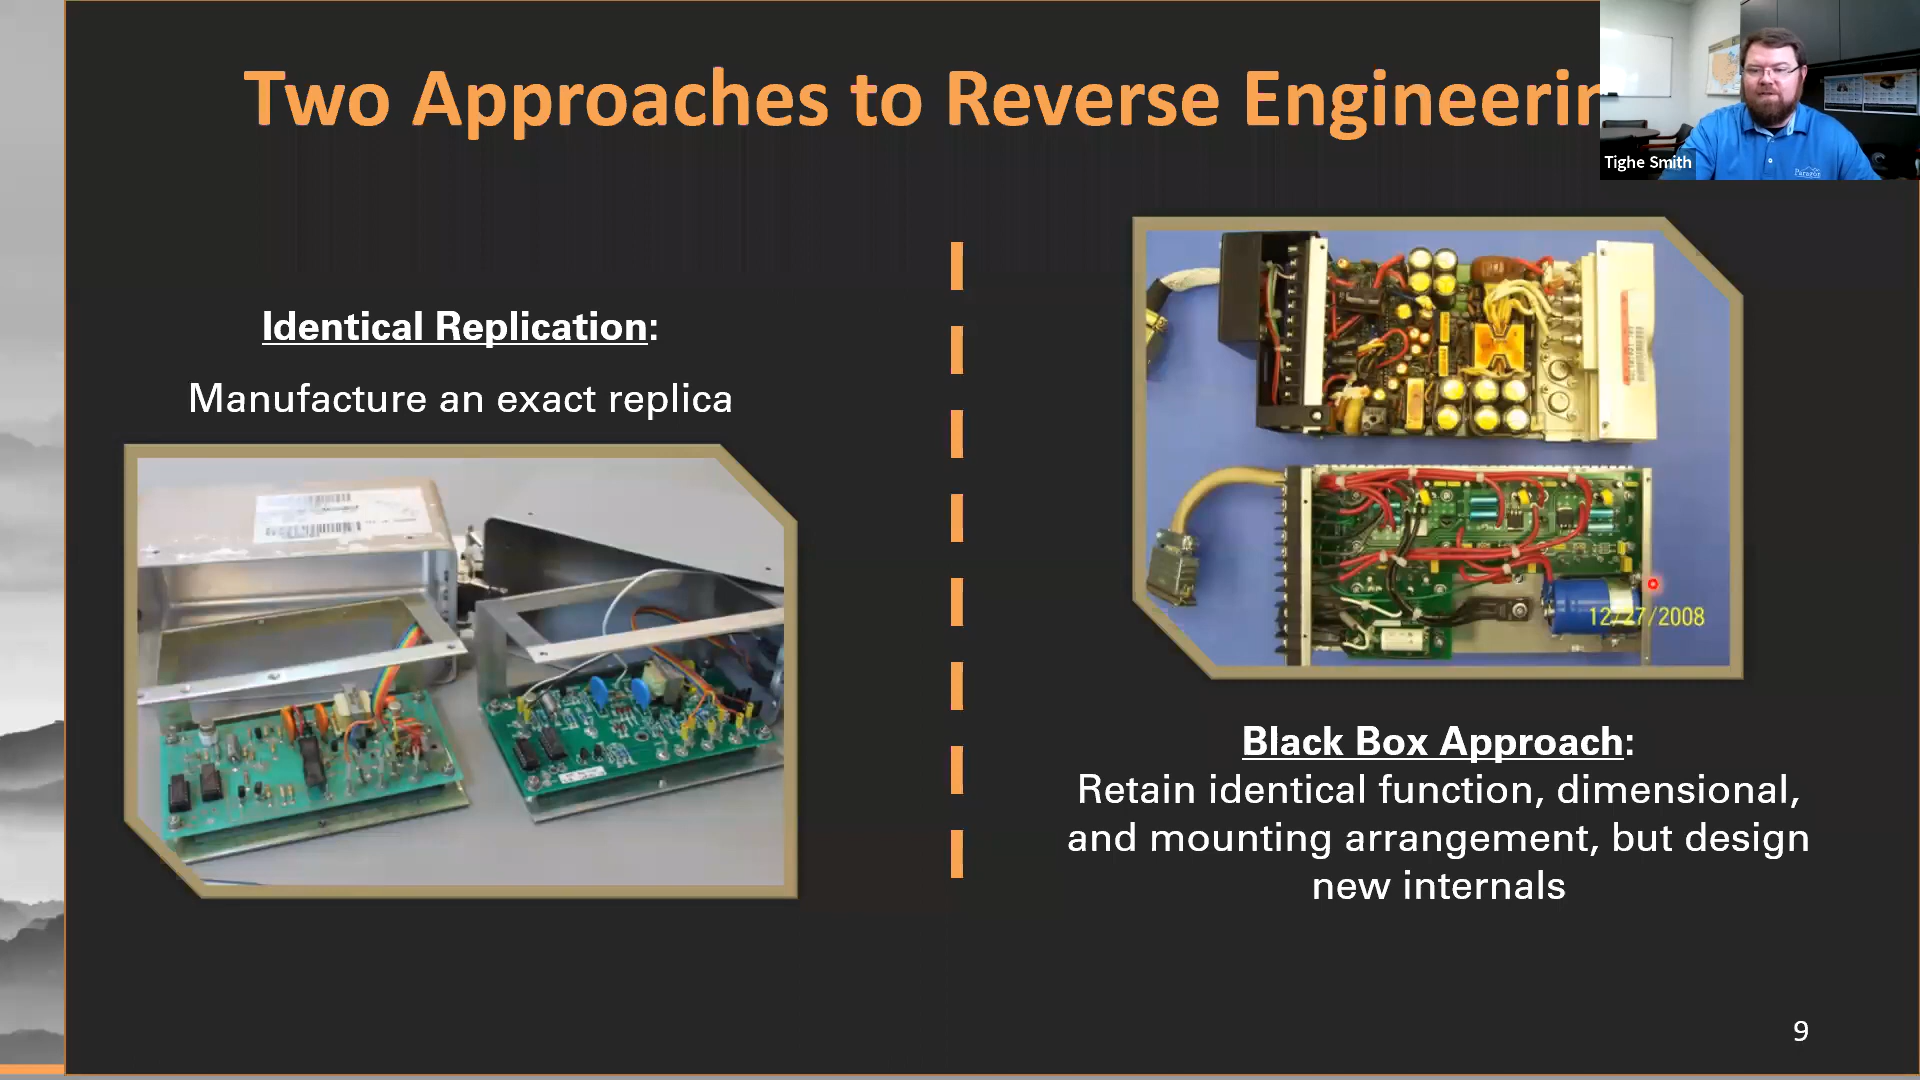 Two Approaches to Reverse Engineerin
Tighe Smith
Paragon
Identical Replication:
Manufacture an exact replica
12/27/2008
Black Box Approach:
Retain identical function, dimensional,
and mounting arrangement, but design
new internals
9